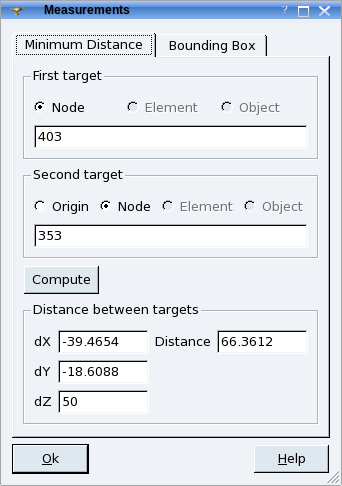 Measurements ?
Minimum Distance Bounding Box
First target
Node Element Object
403
Second target
Origin Node Element Object
353
Compute
Distance between targets
dX -39.4654 Distance 66.3612
dY -18.6088
dZ 50
Ok Help